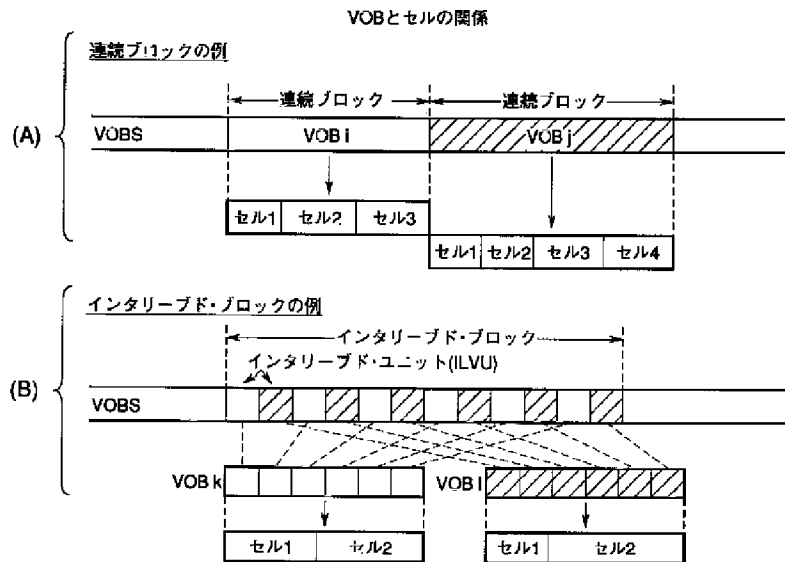 VOBとセルの関係
連続ブロックの例
連続ブロック 連続ブロック
(A)
VOBS VOB i VOB j
セル1 セル2 セル3
セル1 セル2 セル3 セル4
インタリーブド・ブロックの例
インタリーブド・ブロック
インタリーブド・ユニット(ILVU)
(B)
VOBS
VOB k VOB l
セル1 セル2 セル1 セル2